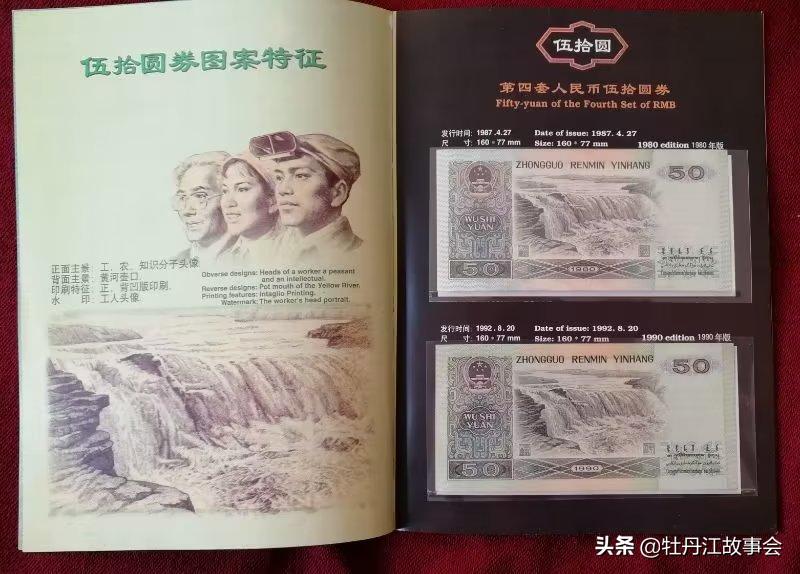 伍拾圆券图案特征
正面主景：工、农、知识分子头像
背面主景：黄河壶口。
印刷特征：正、背凹版印刷。
水 印：工人头像。
Obverse designs: Heads of a worker a peasant
and an intellectual.
Reverse designs: Pot mouth of the Yellow River.
Printing features: Intaglio Printing.
Watermark: The worker's head portrait.
伍拾圆
第四套人民币伍拾圆券
Fifty-yuan of the Fourth Set of RMB
发行时间: 1987.4.27 Date of issue: 1987. 4. 27
尺 寸: 160*77 mm Size: 160*77 mm 1980 edition 1980年版
ZHONGGUO RENMIN YINHANG
50
WU SHI
YUAN
50
1980
发行时间: 1992.8.20 Date of issue: 1992. 8. 20
尺 寸: 160*77 mm Size: 160*77 mm 1990 edition 1990年版
ZHONGGUO RENMIN YINHANG
50
WU SHI
YUAN
50
1990
头条 @牡丹江故事会